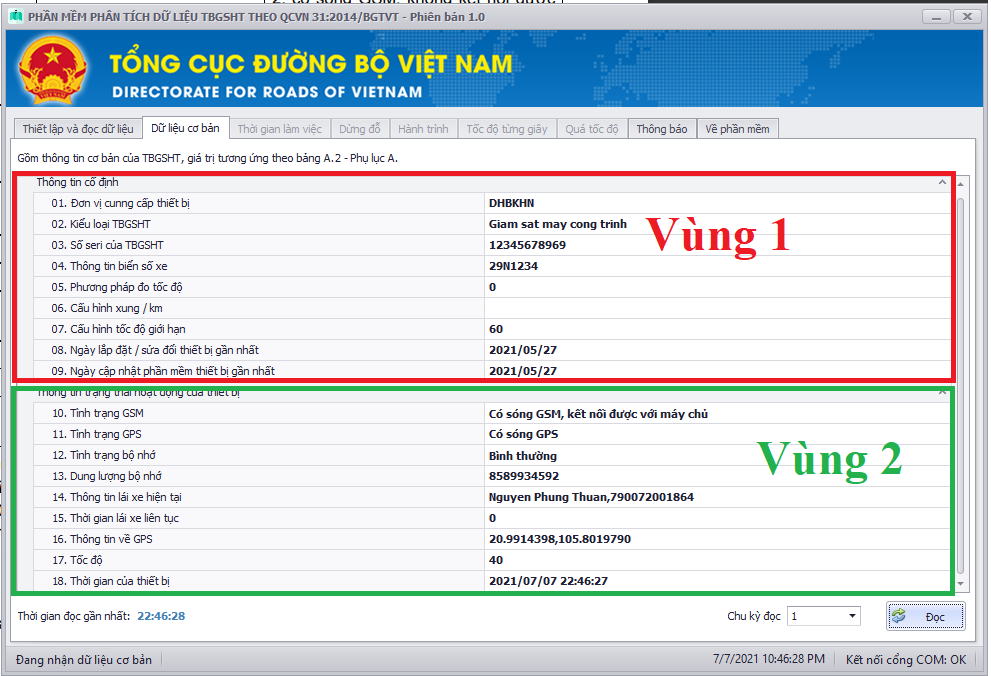 PHẦN MỀM PHÂN TÍCH DỮ LIỆU TBGSHT THEO QCVN 31:2014/BGTVT - Phiên bản 1.0
TỔNG CỤC ĐƯỜNG BỘ VIỆT NAM
DIRECTORATE FOR ROADS OF VIETNAM
Thiết lập và đọc dữ liệu Dữ liệu cơ bản Thời gian làm việc Dừng đỗ Hành trình Tốc độ từng giây Quá tốc độ Thông báo Về phần mềm
Gồm thông tin cơ bản của TBGSHT, giá trị tương ứng theo bảng A.2 - Phụ lục A.
Thông tin cố định
01. Đơn vị cunng cấp thiết bị DHBKHN
02. Kiểu loại TBGSHT Giam sat may cong trinh
03. Số seri của TBGSHT 12345678969
04. Thông tin biển số xe 29N1234
05. Phương pháp đo tốc độ 0
06. Cấu hình xung / km
07. Cấu hình tốc độ giới hạn 60
08. Ngày lắp đặt / sửa đổi thiết bị gần nhất 2021/05/27
09. Ngày cập nhật phần mềm thiết bị gần nhất 2021/05/27
Vùng 1
Thông tin trạng thái hoạt động của thiết bị
10. Tình trạng GSM Có sóng GSM, kết nối được với máy chủ
11. Tình trạng GPS Có sóng GPS
12. Tình trạng bộ nhớ Bình thường
13. Dung lượng bộ nhớ 8589934592
14. Thông tin lái xe hiện tại Nguyen Phung Thuan,790072001864
15. Thời gian lái xe liên tục 0
16. Thông tin về GPS 20.9914398,105.8019790
17. Tốc độ 40
18. Thời gian của thiết bị 2021/07/07 22:46:27
Vùng 2
Thời gian đọc gần nhất: 22:46:28 Chu kỳ đọc 1 Đọc
Đang nhận dữ liệu cơ bản 7/7/2021 10:46:28 PM Kết nối cổng COM: OK